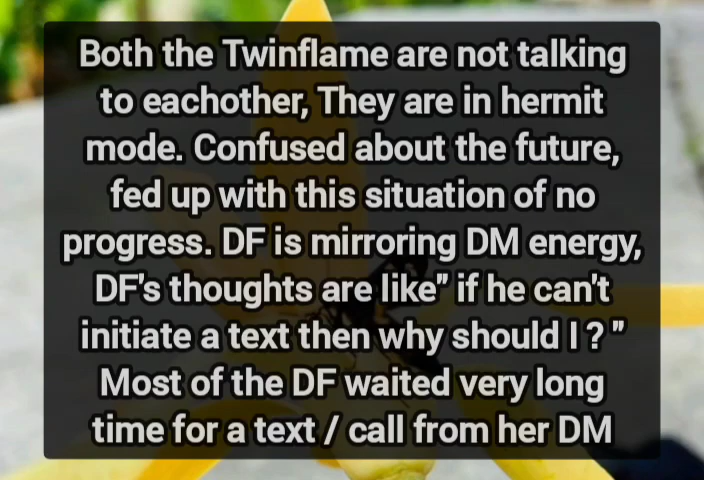 Both the Twinflame are not talking
to eachother, They are in hermit
mode. Confused about the future,
fed up with this situation of no
progress. DF is mirroring DM energy,
DF's thoughts are like" if he can't
initiate a text then why should I ? "
Most of the DF waited very long
time for a text / call from her DM